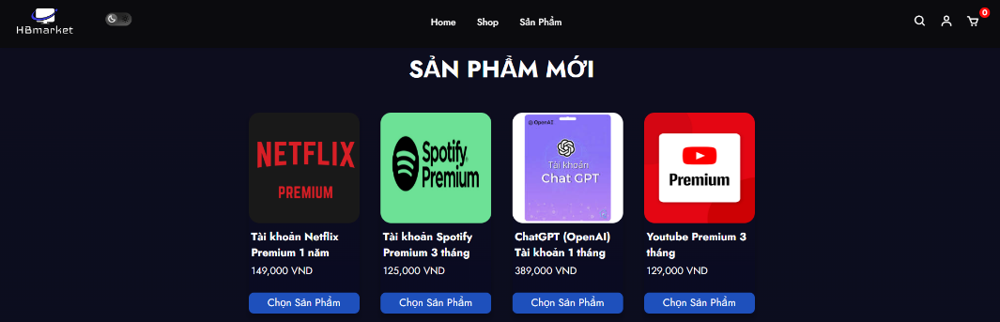 HBmarket
Home Shop Sản Phẩm
0
SẢN PHẨM MỚI
NETFLIX
PREMIUM
Spotify
Premium
OpenAI
Tài khoản
Chat GPT
Premium
Tài khoản Netflix
Premium 1 năm
149,000 VND
Chọn Sản Phẩm
Tài khoản Spotify
Premium 3 tháng
125,000 VND
Chọn Sản Phẩm
ChatGPT (OpenAI)
Tài khoản 1 tháng
389,000 VND
Chọn Sản Phẩm
Youtube Premium 3
tháng
129,000 VND
Chọn Sản Phẩm